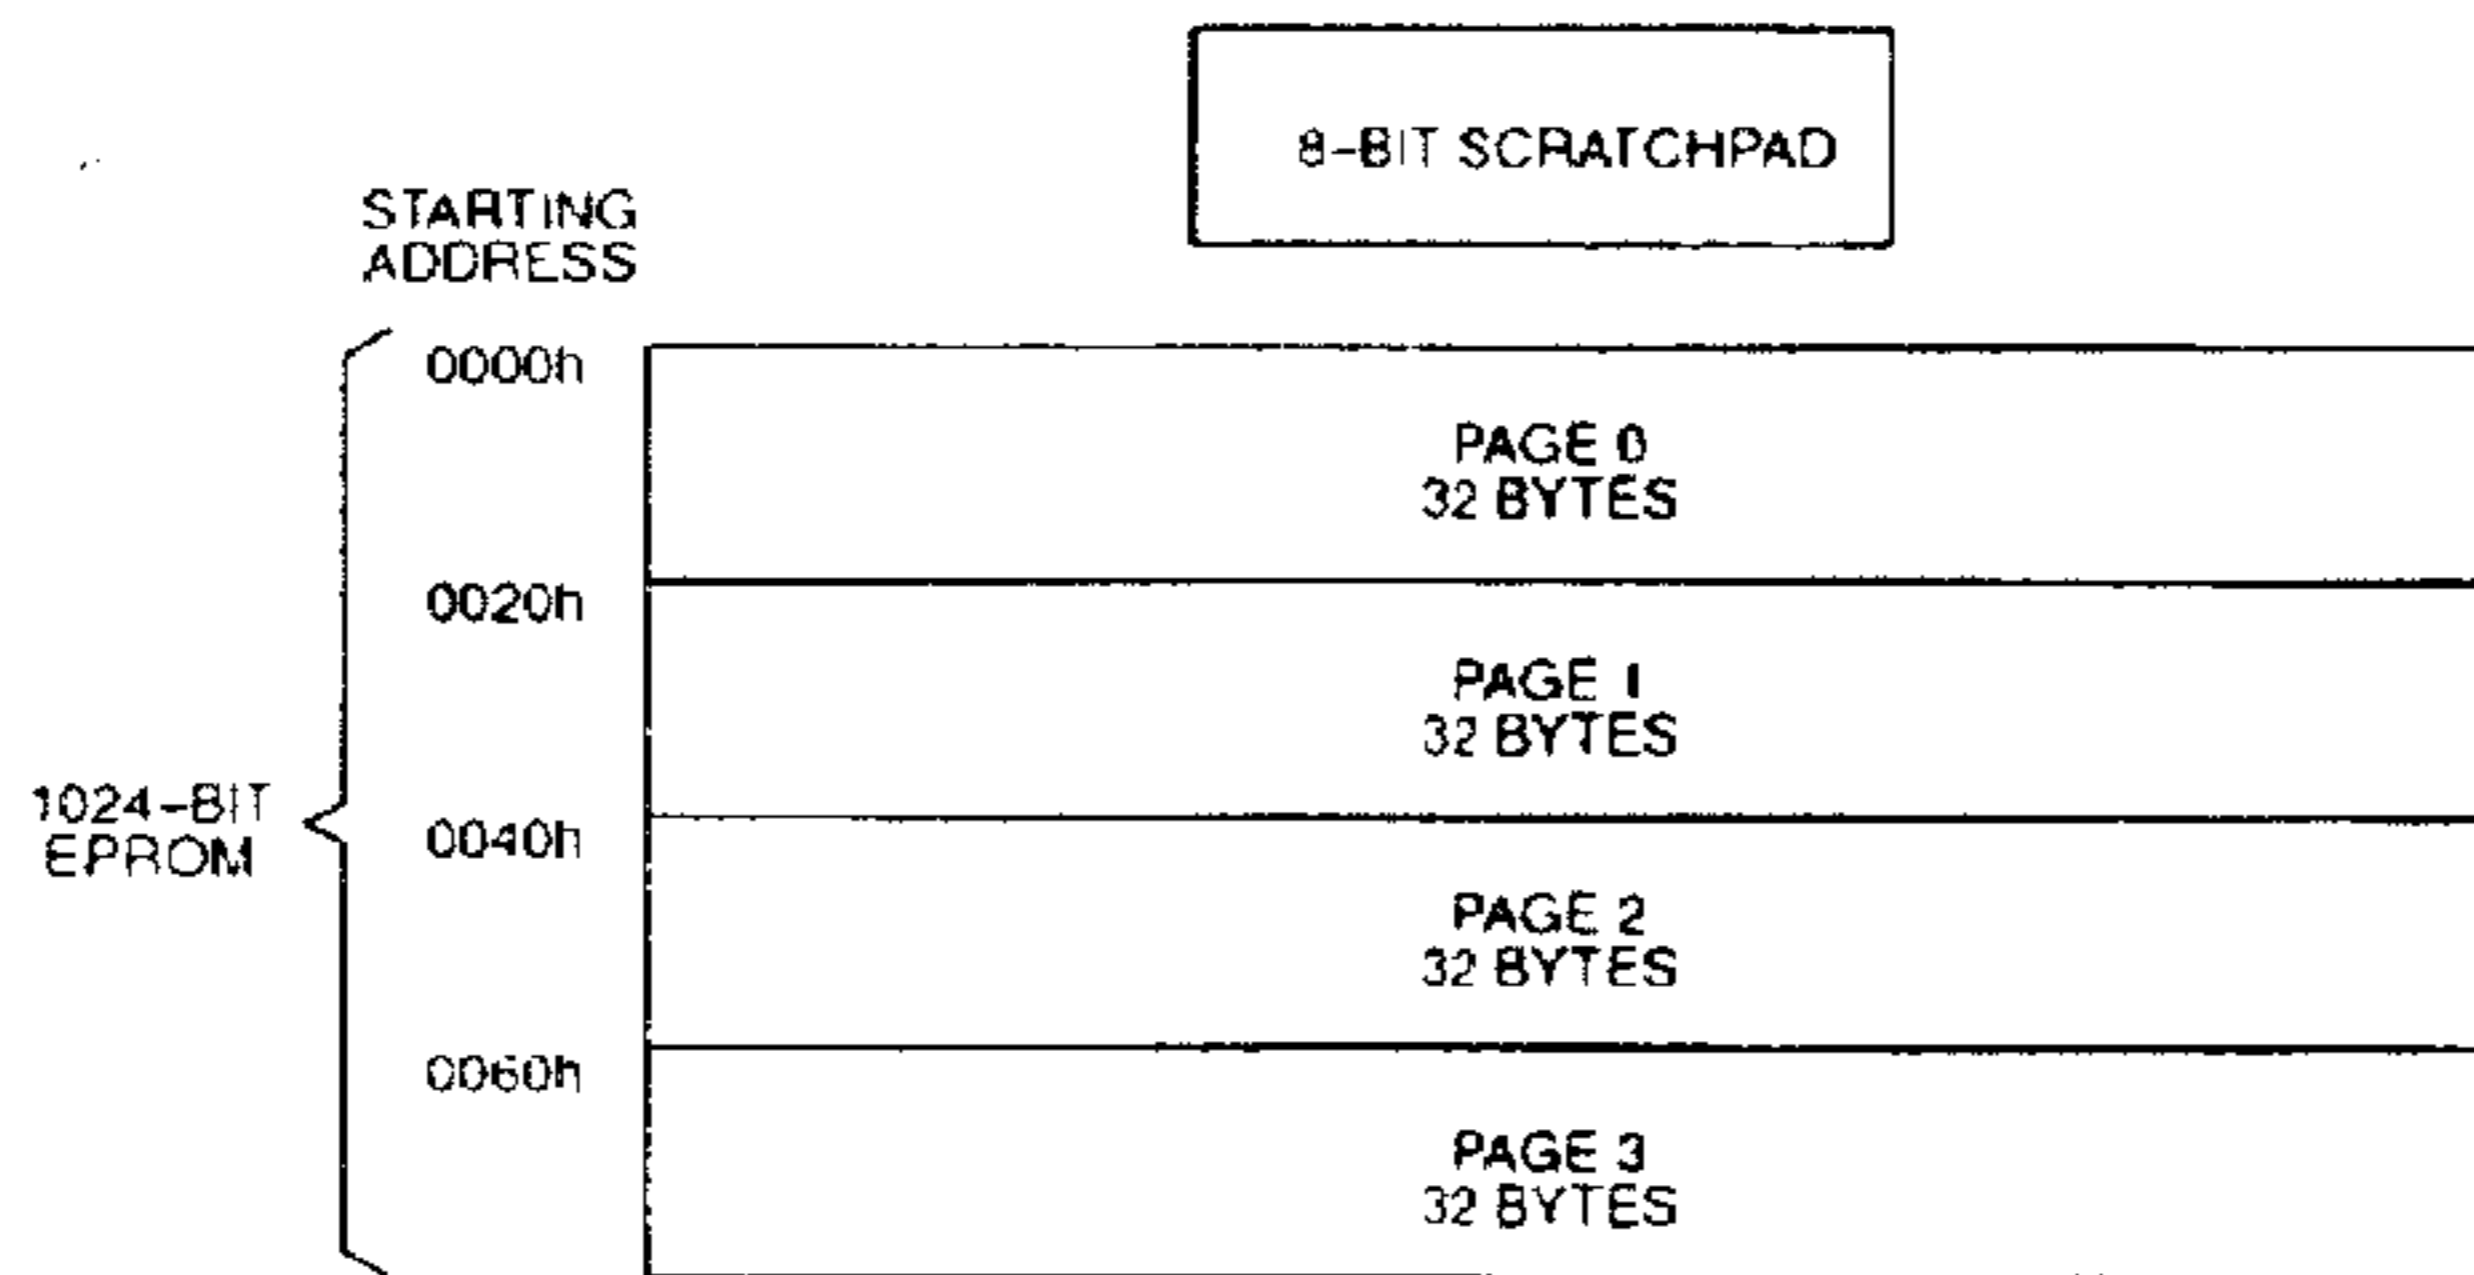 8-BIT SCRATCHPAD
STARTING
ADDRESS
0000h
PAGE 0
32 BYTES
0020h
PAGE 1
32 BYTES
1024-BIT
EPROM
0040h
PAGE 2
32 BYTES
0060h
PAGE 3
32 BYTES